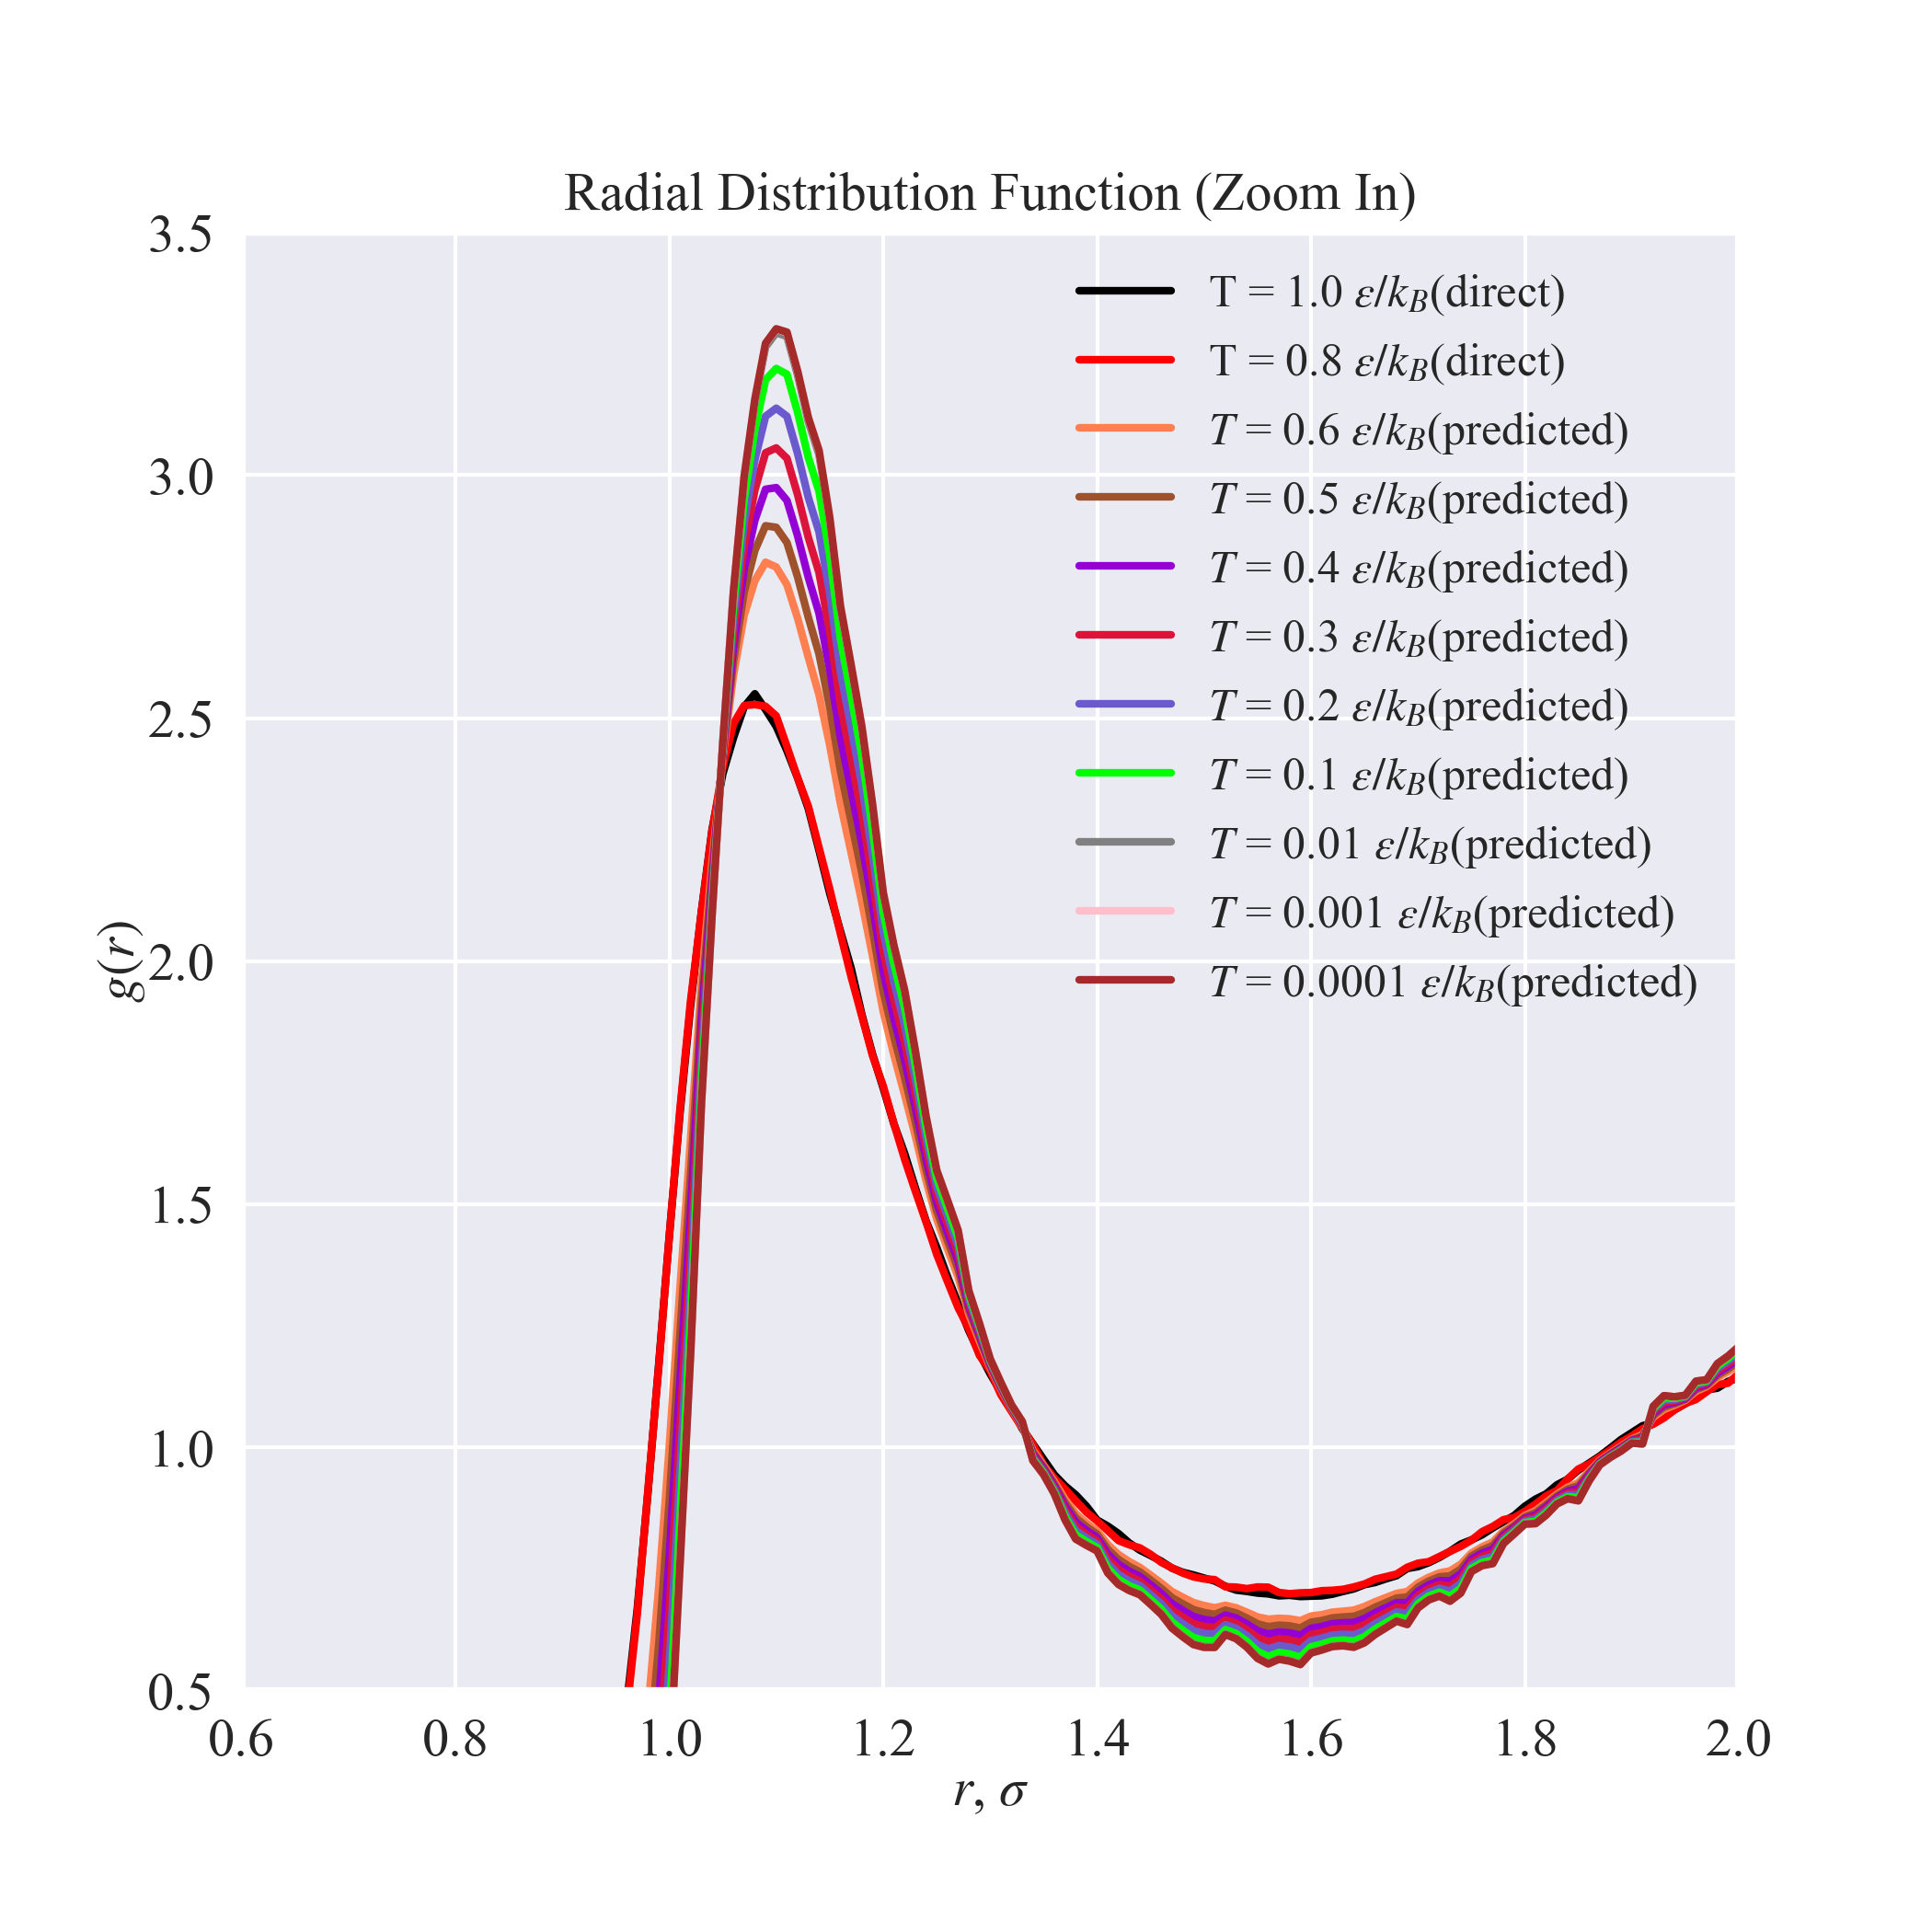 Radial Distribution Function (Zoom In)
3.5
3.0
2.5
2.0
1.5
1.0
0.5
g(r)
T = 1.0 ε/k_B(direct)
T = 0.8 ε/k_B(direct)
T = 0.6 ε/k_B(predicted)
T = 0.5 ε/k_B(predicted)
T = 0.4 ε/k_B(predicted)
T = 0.3 ε/k_B(predicted)
T = 0.2 ε/k_B(predicted)
T = 0.1 ε/k_B(predicted)
T = 0.01 ε/k_B(predicted)
T = 0.001 ε/k_B(predicted)
T = 0.0001 ε/k_B(predicted)
0.6 0.8 1.0 1.2 1.4 1.6 1.8 2.0
r, σ